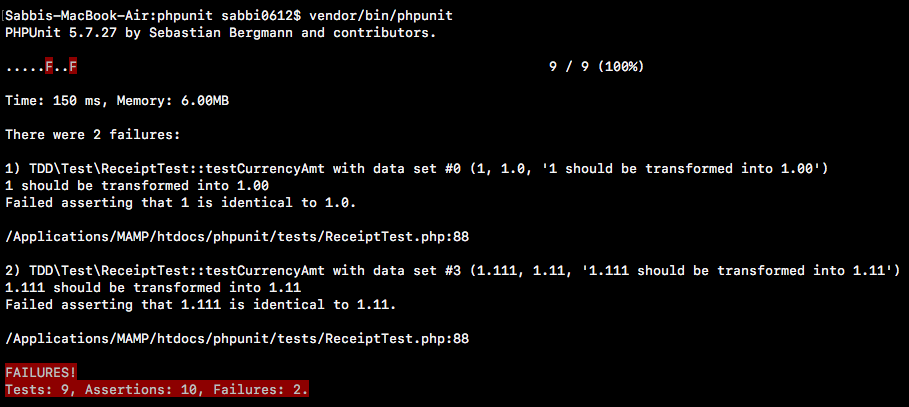 Sabbis-MacBook-Air:phpunit sabbi0612$ vendor/bin/phpunit
PHPUnit 5.7.27 by Sebastian Bergmann and contributors.
.....F..F 9 / 9 (100%)
Time: 150 ms, Memory: 6.00MB
There were 2 failures:
1) TDD\Test\ReceiptTest::testCurrencyAmt with data set #0 (1, 1.0, '1 should be transformed into 1.00')
1 should be transformed into 1.00
Failed asserting that 1 is identical to 1.0.
/Applications/MAMP/htdocs/phpunit/tests/ReceiptTest.php:88
2) TDD\Test\ReceiptTest::testCurrencyAmt with data set #3 (1.111, 1.11, '1.111 should be transformed into 1.11')
1.111 should be transformed into 1.11
Failed asserting that 1.111 is identical to 1.11.
/Applications/MAMP/htdocs/phpunit/tests/ReceiptTest.php:88
FAILURES!
Tests: 9, Assertions: 10, Failures: 2.